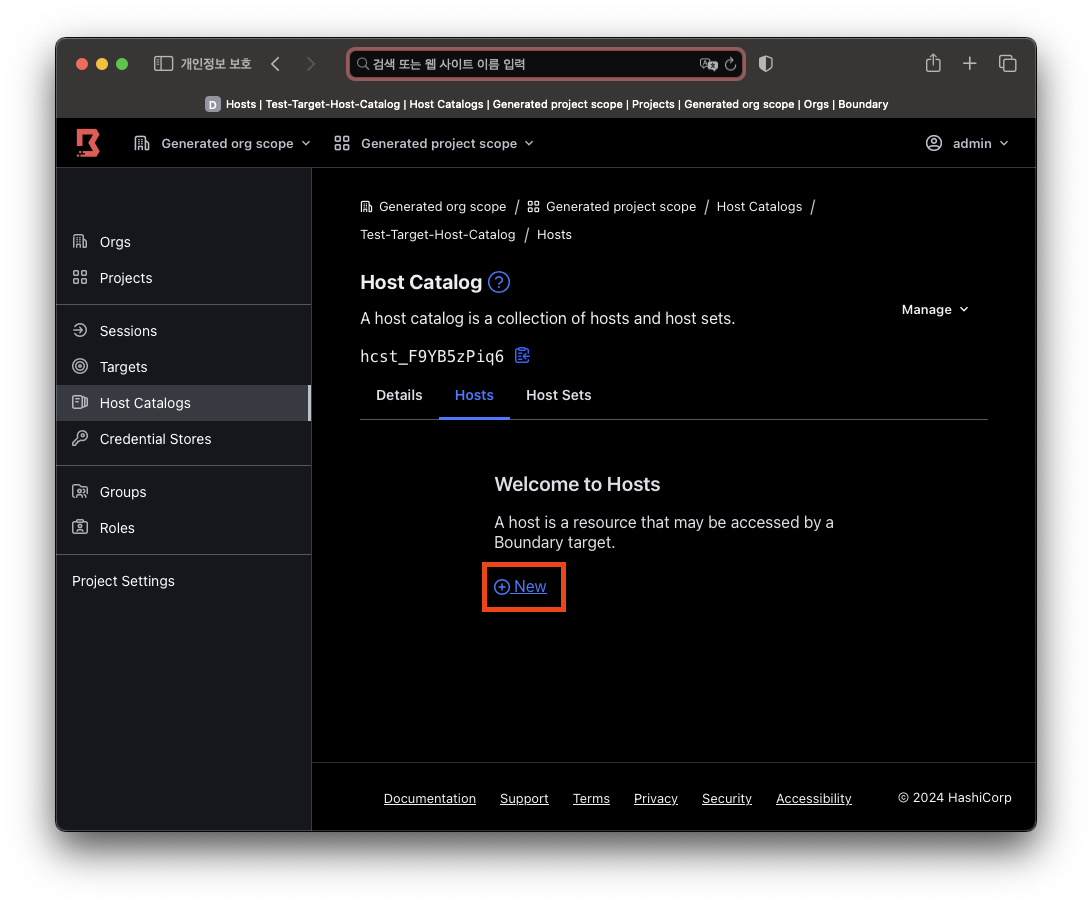 개인정보 보호
검색 또는 웹 사이트 이름 입력
D Hosts | Test-Target-Host-Catalog | Host Catalogs | Generated project scope | Projects | Generated org scope | Orgs | Boundary
Generated org scope
Generated project scope
admin
Orgs
Projects
Sessions
Targets
Host Catalogs
Credential Stores
Groups
Roles
Project Settings
Generated org scope / Generated project scope / Host Catalogs /
Test-Target-Host-Catalog / Hosts
Host Catalog ?
A host catalog is a collection of hosts and host sets.
Manage
hcst_F9YB5zPiq6
Details Hosts Host Sets
Welcome to Hosts
A host is a resource that may be accessed by a
Boundary target.
New
Documentation Support Terms Privacy Security Accessibility © 2024 HashiCorp